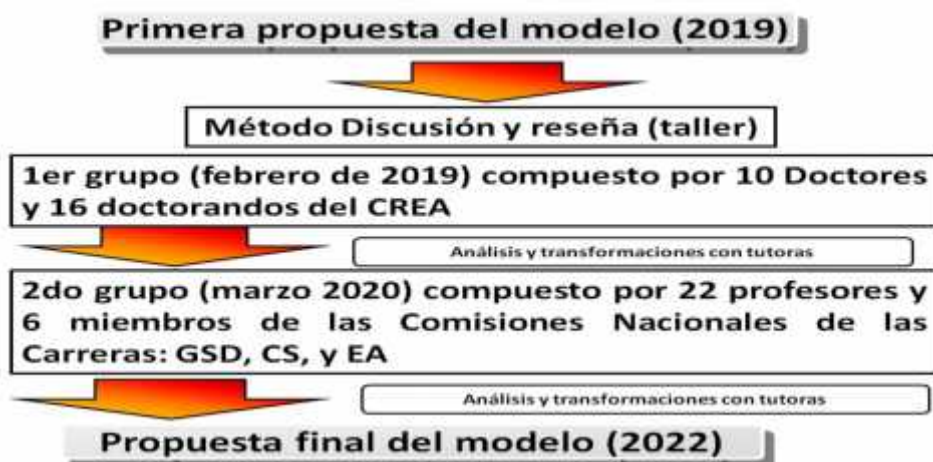 Primera propuesta del modelo (2019)
Método Discusión y reseña (taller)
1er grupo (febrero de 2019) compuesto por 10 Doctores
y 16 doctorandos del CREA
Análisis y transformaciones con tutoras
2do grupo (marzo 2020) compuesto por 22 profesores y
6 miembros de las Comisiones Nacionales de las
Carreras: GSD, CS, y EA
Análisis y transformaciones con tutoras
Propuesta final del modelo (2022)